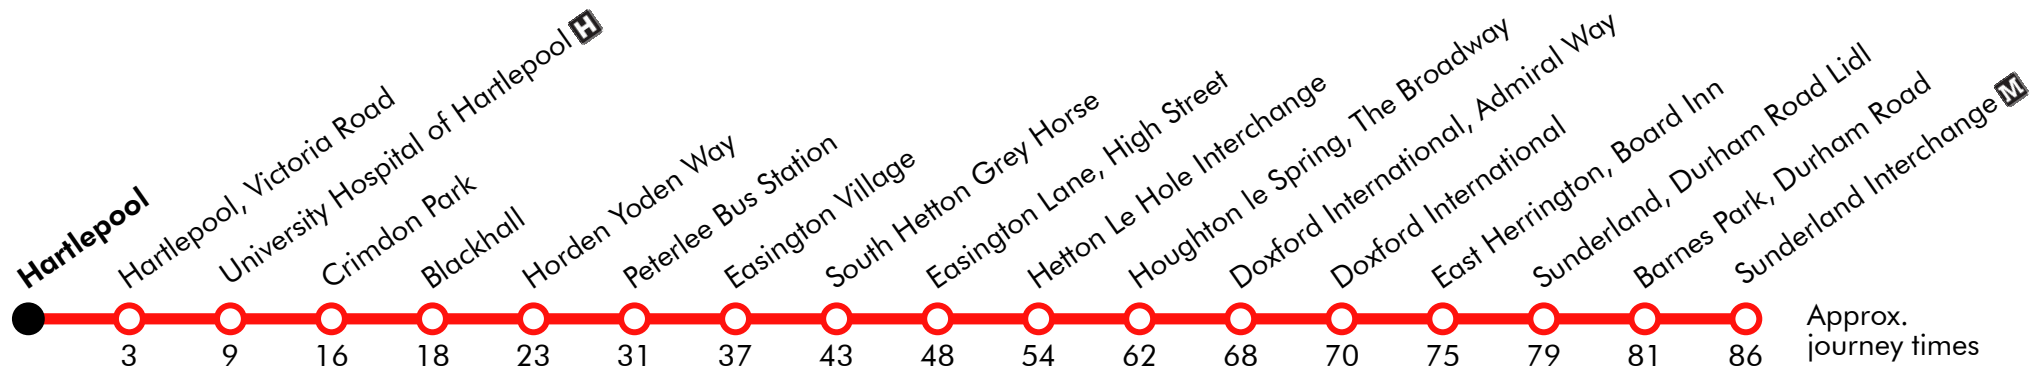 Hartlepool
Hartlepool, Victoria Road
University Hospital of Hartlepool H
Crimdon Park
Blackhall
Horden Yoden Way
Peterlee Bus Station
Easington Village
South Hetton Grey Horse
Easington Lane, High Street
Hetton Le Hole Interchange
Houghton le Spring, The Broadway
Doxford International, Admiral Way
Doxford International
East Herrington, Board Inn
Sunderland, Durham Road Lidl
Barnes Park, Durham Road
Sunderland Interchange M
3 9 16 18 23 31 37 43 48 54 62 68 70 75 79 81 86
Approx.
journey times